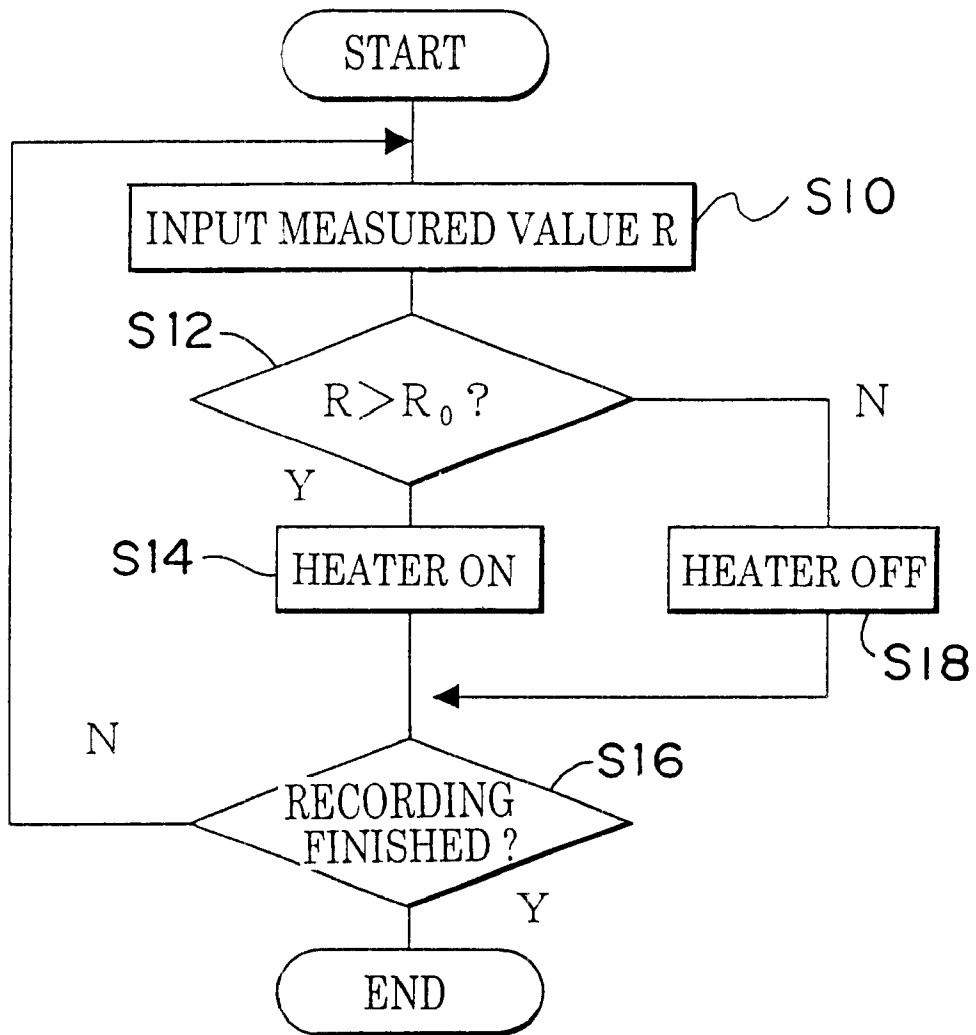 START
INPUT MEASURED VALUE R
S10
S12
R>R₀?
N
Y
S14
HEATER ON
HEATER OFF
S18
N
S16
RECORDING
FINISHED?
Y
END